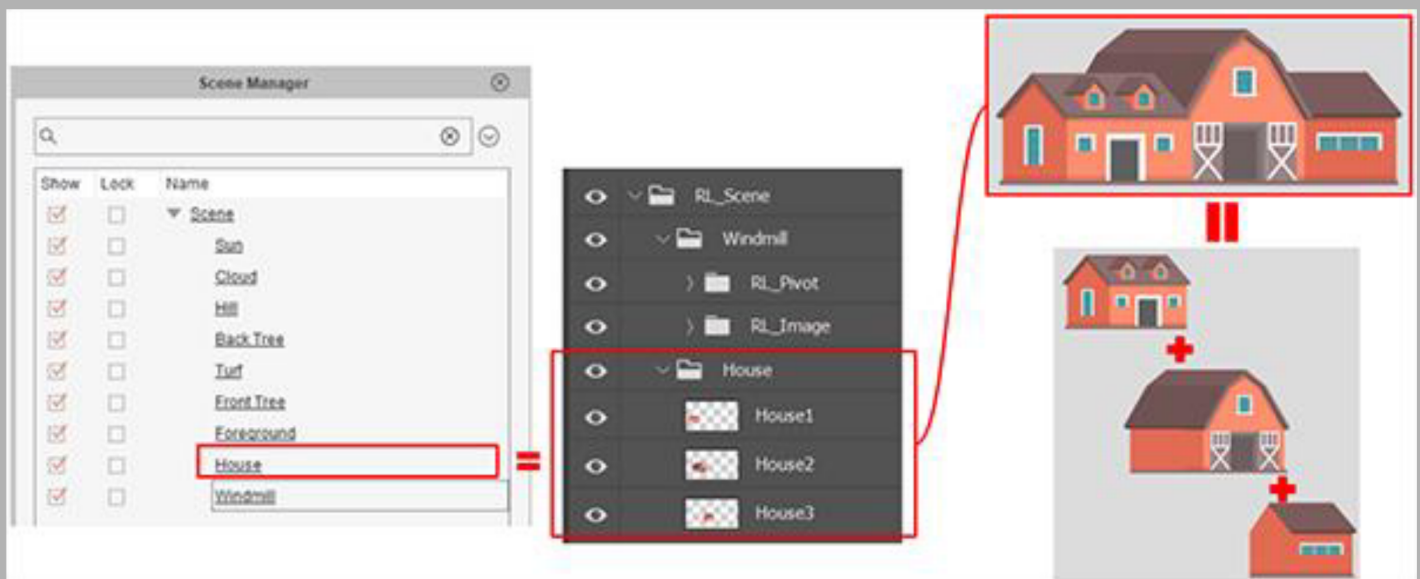 Scene Manager
Show Lock Name
Scene
Sun
Cloud
Hill
Back Tree
Turf
Front Tree
Foreground
House
Windmill
RL_Scene
Windmill
RL_Pivot
RL_Image
House
House1
House2
House3